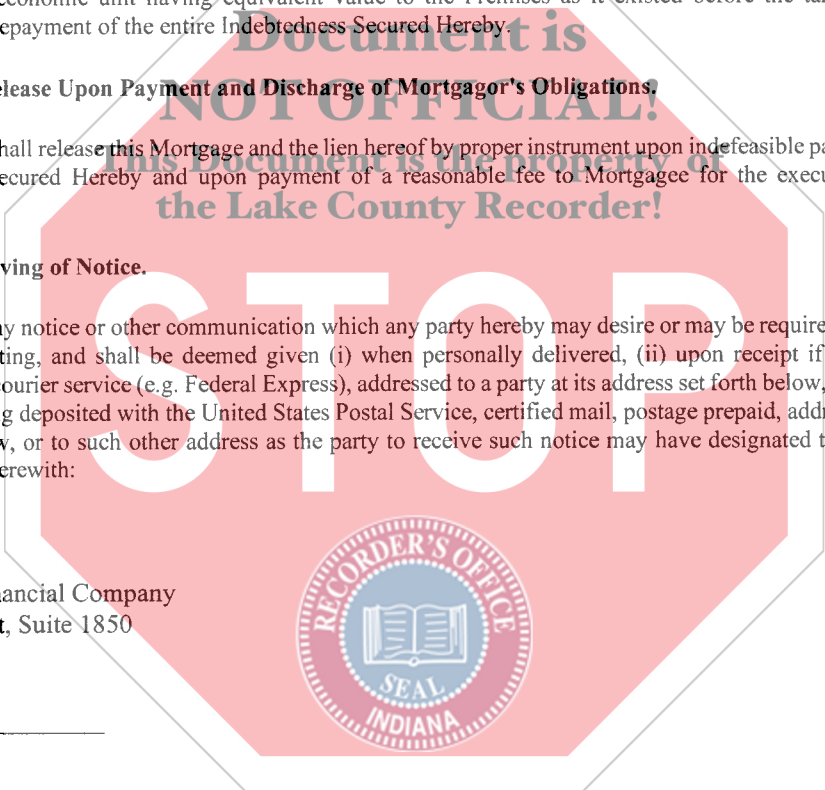 economic unit having equivalent value to the Premises as it existed before the ta
epayment of the entire Indebtedness Secured Hereby.
Document is
elease Upon Payment and Discharge of Mortgagor's Obligations.
NOT OFFICIAL!
hall release this Mortgage and the lien hereof by proper instrument upon indefeasible pa
This Document is the property of
ecured Hereby and upon payment of a reasonable fee to Mortgagee for the execu
the Lake County Recorder!
ving of Notice.
STOP
ny notice or other communication which any party hereby may desire or may be require
ting, and shall be deemed given (i) when personally delivered, (ii) upon receipt if
ourier service (e.g. Federal Express), addressed to a party at its address set forth below,
g deposited with the United States Postal Service, certified mail, postage prepaid, addr
w, or to such other address as the party to receive such notice may have designated t
erewith:
nancial Company
t, Suite 1850
RECORDER'S OFFICE
SEAL
INDIANA